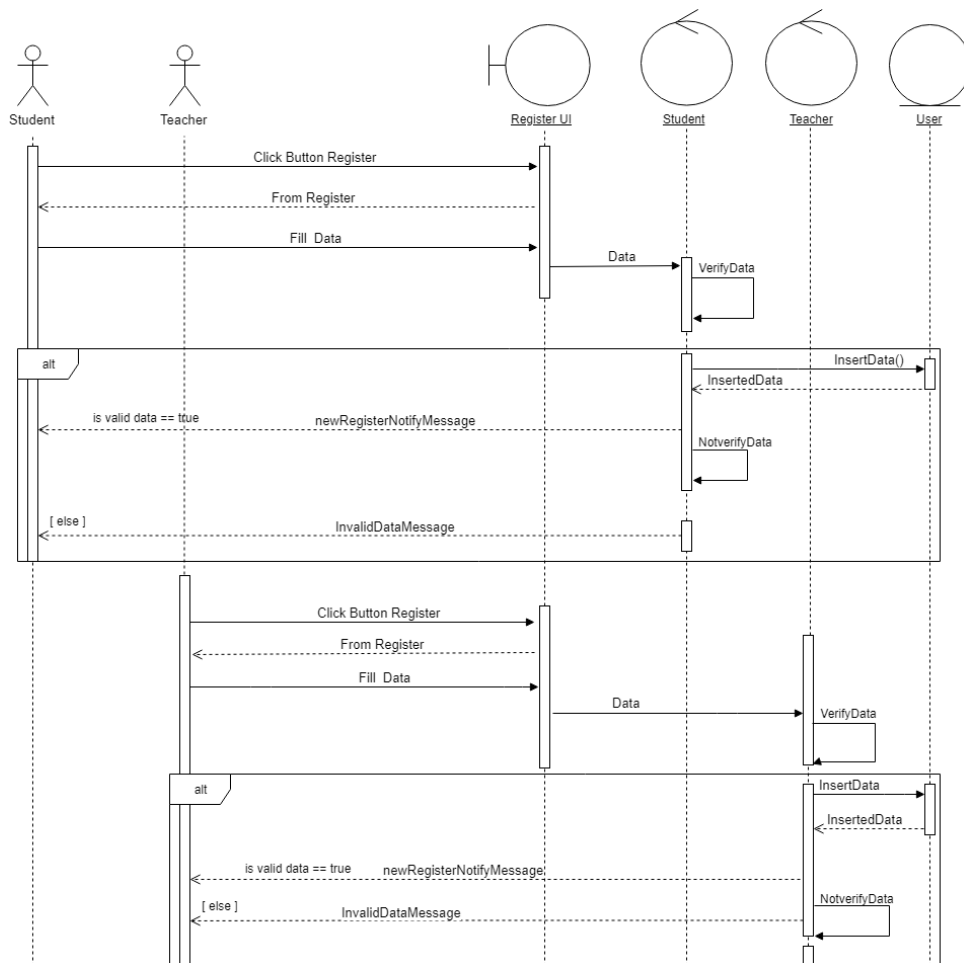 Student
Teacher
Register UI
Student
Teacher
User
Click Button Register
From Register
Fill Data
Data
VerifyData
alt
InsertData()
InsertedData
is valid data == true
newRegisterNotifyMessage
NotverifyData
[ else ]
InvalidDataMessage
Click Button Register
From Register
Fill Data
Data
VerifyData
alt
InsertData
InsertedData
is valid data == true
newRegisterNotifyMessage
NotverifyData
[ else ]
InvalidDataMessage